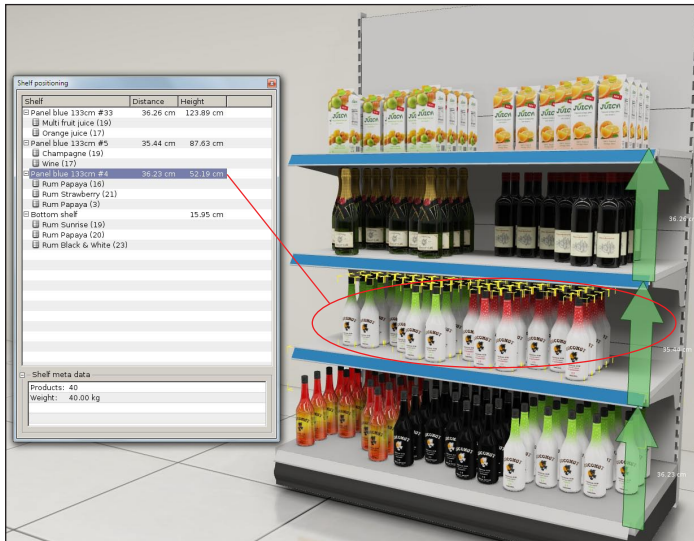 Shelf positioning
Shelf Distance Height
Panel blue 133cm #33 36.26 cm 123.89 cm
Multi fruit juice (19)
Orange juice (17)
Panel blue 133cm #5 35.44 cm 87.63 cm
Champagne (19)
Wine (17)
Panel blue 133cm #4 36.23 cm 52.19 cm
Rum Papaya (16)
Rum Strawberry (21)
Rum Papaya (3)
Bottom shelf 15.95 cm
Rum Sunrise (19)
Rum Papaya (20)
Rum Black & White (23)
Shelf meta data
Products: 40
Weight: 40.00 kg
36.26 cm
35.44 cm
36.23 cm